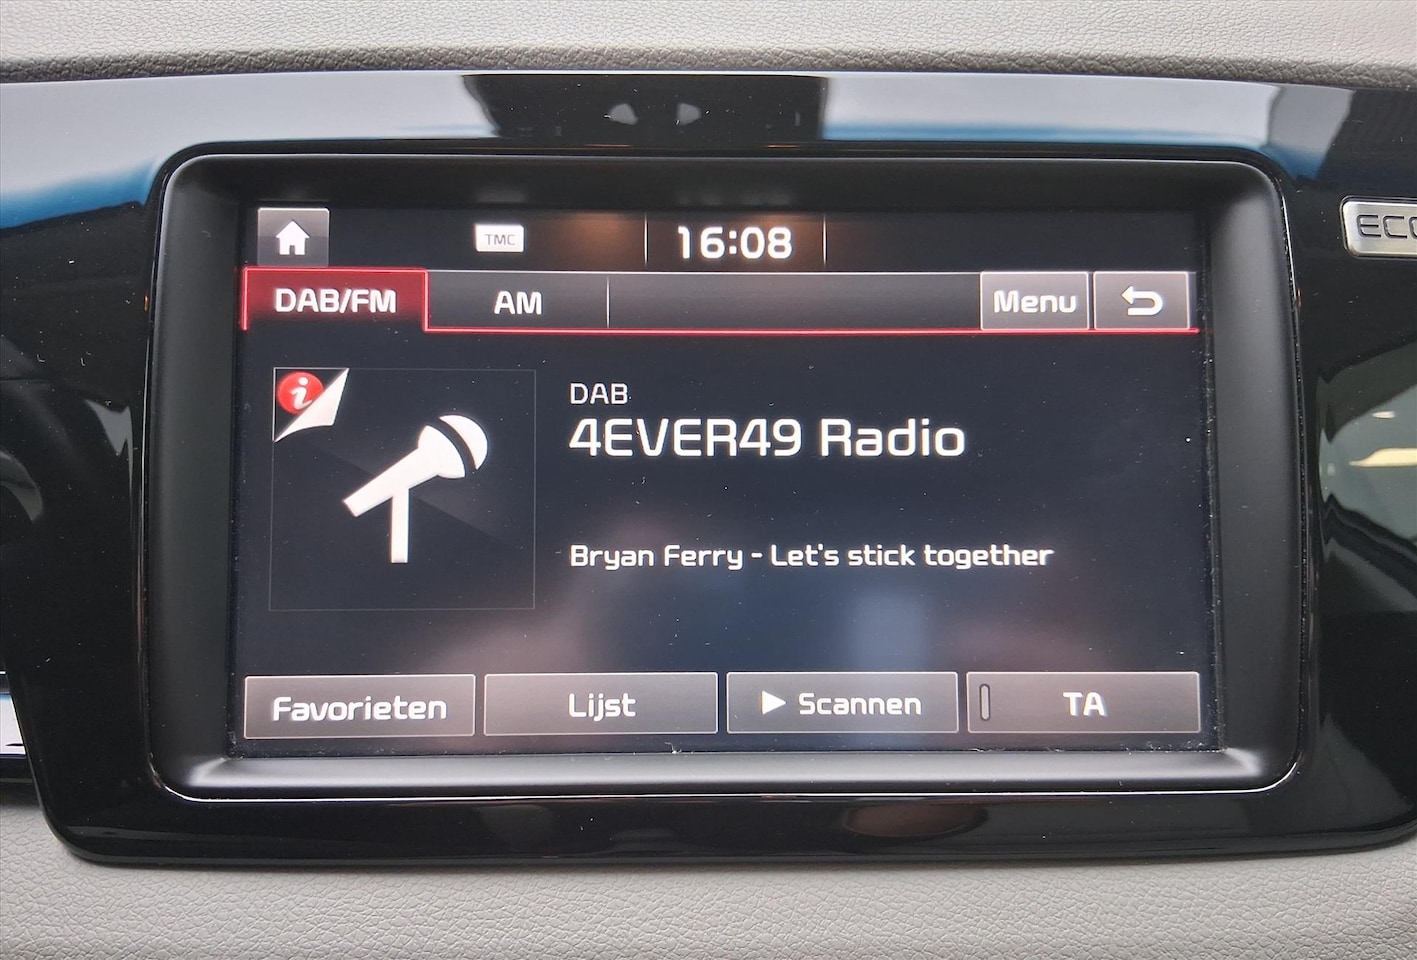 TMC
16:08
DAB/FM
AM
Menu
DAB
4EVER49 Radio
Bryan Ferry - Let's stick together
Favorieten
Lijst
Scannen
TA